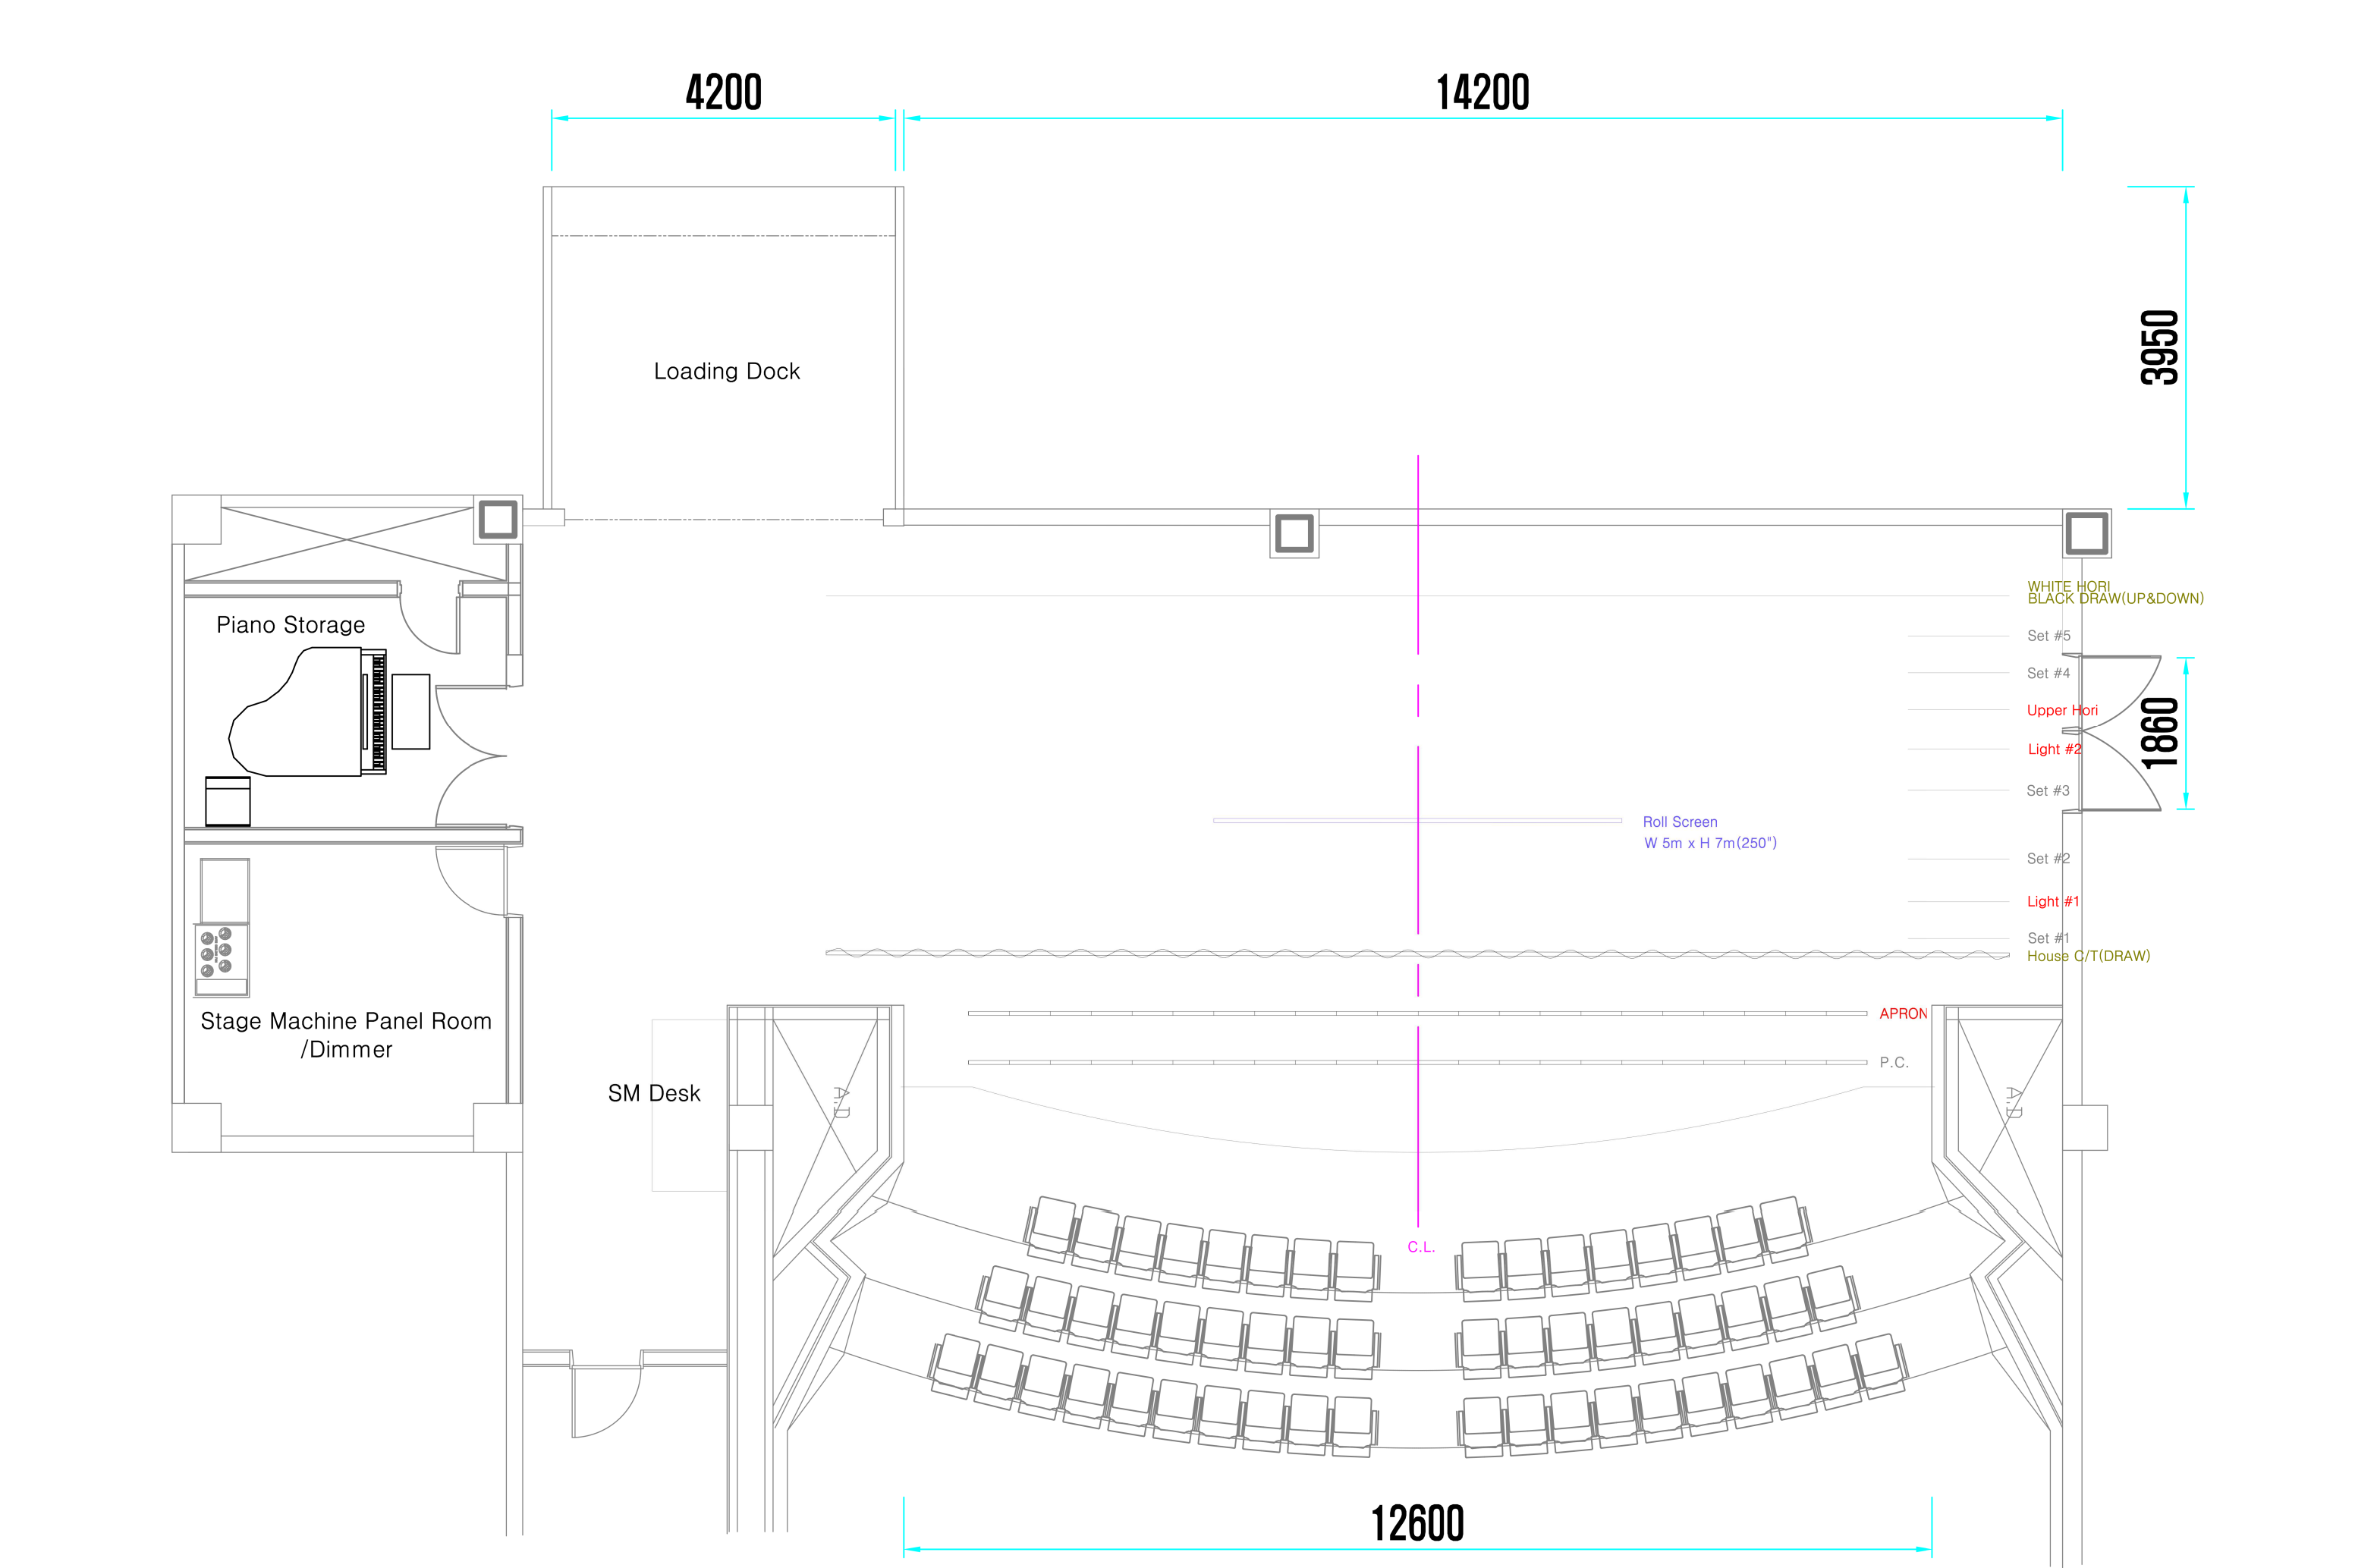 4200
14200
3950
Loading Dock
WHITE HORI
BLACK DRAW(UP&DOWN)
Piano Storage
Set #5
Set #4
Upper Hori
1860
Light #2
Set #3
Roll Screen
W 5m x H 7m(250")
Set #2
Light #1
Set #1
House C/T(DRAW)
APRON
Stage Machine Panel Room
/Dimmer
P.C.
SM Desk
A.D
A.D
C.L.
12600